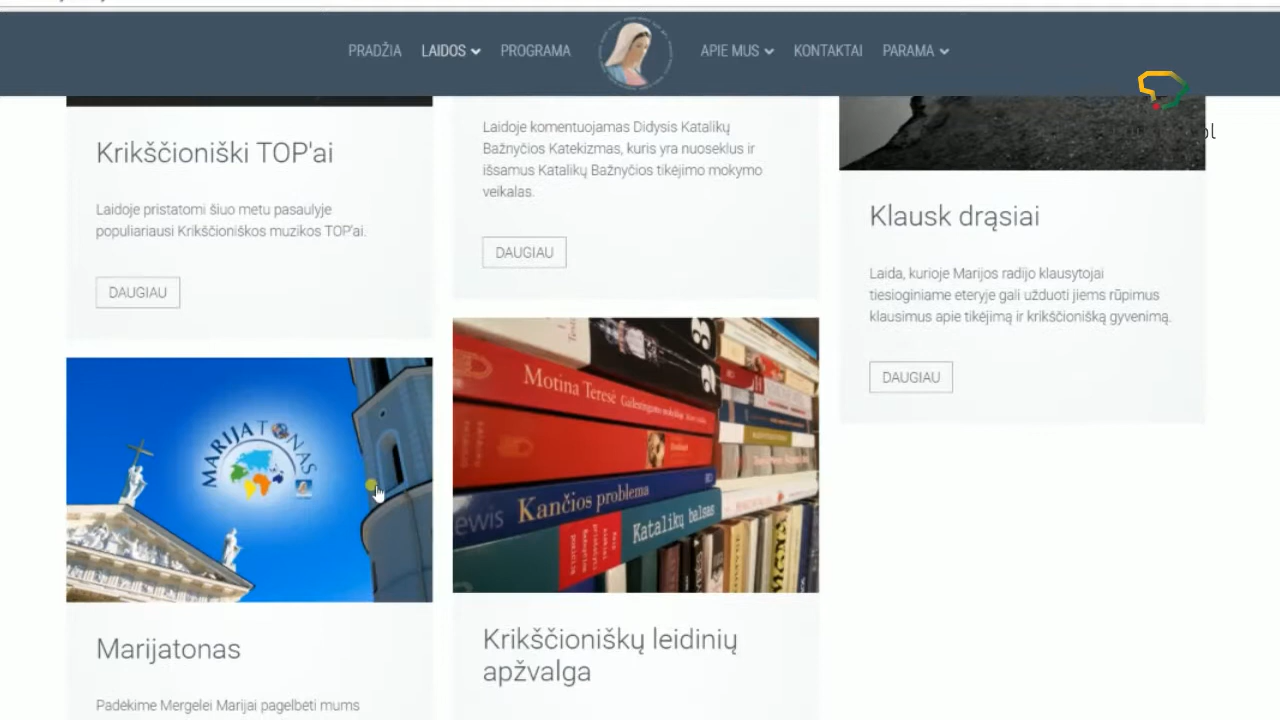 PRADŽIA LAIDOS PROGRAMA APIE MUS KONTAKTAI PARAMA
Krikščioniški TOP'ai
Laidoje pristatomi šiuo metu pasaulyje
populiariausi Krikščioniškos muzikos TOP'ai.
DAUGIAU
MARIJATONAS
Marijatonas
Padėkime Mergelei Marijai pagelbėti mums
Laidoje komentuojamas Didysis Katalikų
Bažnyčios Katekizmas, kuris yra nuoseklus ir
išsamus Katalikų Bažnyčios tikėjimo mokymo
veikalas.
DAUGIAU
Motina Teresė
Kančios problema
ewis
Katalikų balsas
Krikščioniškų leidinių
apžvalga
Klausk drąsiai
Laida, kurioje Marijos radijo klausytojai
tiesioginiame eteryje gali užduoti jiems rūpimus
klausimus apie tikėjimą ir krikščionišką gyvenimą.
DAUGIAU